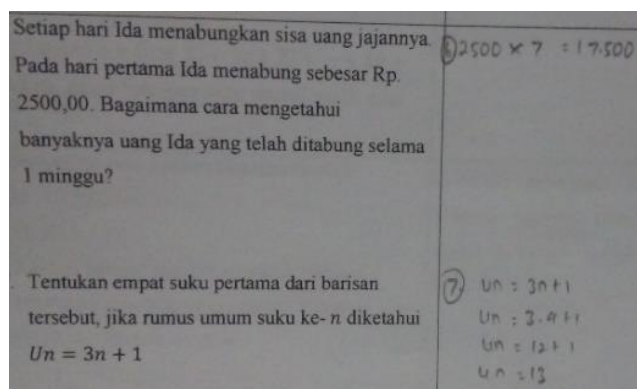 Setiap hari Ida menabungkan sisa uang jajannya.
Pada hari pertama Ida menabung sebesar Rp.
2500,00. Bagaimana cara mengetahui
banyaknya uang Ida yang telah ditabung selama
1 minggu?
⑥ 2500 × 7 = 17.500
Tentukan empat suku pertama dari barisan
tersebut, jika rumus umum suku ke- n diketahui
Un = 3n + 1
⑦ Un = 3n+1
Un = 3.4+1
Un = 12+1
Un = 13